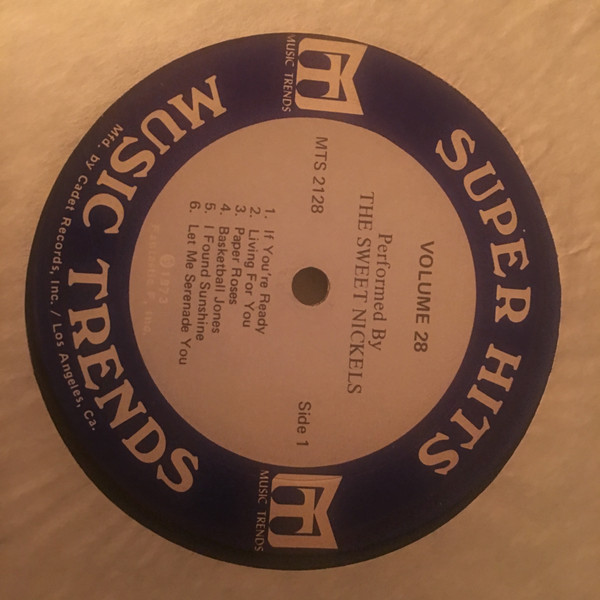 SUPER HITS
MUSIC TRENDS
MUSIC TRENDS
VOLUME 28
Performed By
THE SWEET NICKELS
MTS 2128
Side 1
1. If You're Ready
2. Living For You
3. Paper Roses
4. Basketball Jones
5. I Found Sunshine
6. Let Me Serenade You
℗ 1973
Inc.
MUSIC TRENDS
Mfd. by Cadet Records, Inc. / Los Angeles, Ca.